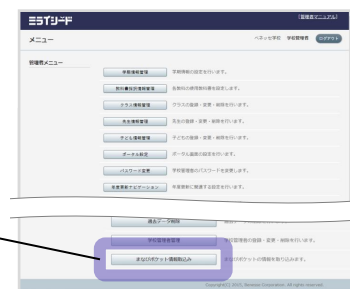 ミライシード
[管理者マニュアル]
メニュー
ベネッセ学校 学校管理者 ログアウト
管理者メニュー
学期情報管理 学期情報の設定を行います。
教科書採択情報管理 各教科の使用教科書を設定します。
クラス情報管理 クラスの登録・変更・削除を行います。
先生情報管理 先生の登録・変更・削除を行います。
子ども情報管理 子どもの登録・変更・削除を行います。
ポータル設定 ポータル画面の設定を行います。
パスワード変更 学校管理者のパスワードを変更します。
年度更新ナビゲーション 年度更新に関連する設定を行います。
過去データ削除
学校管理者管理 学校管理者の登録・変更・削除を行います。
まなびポケット情報取込み まなびポケットの情報を取り込みます。
Copyright(C) 2015, Benesse Corporation. All rights reserved.